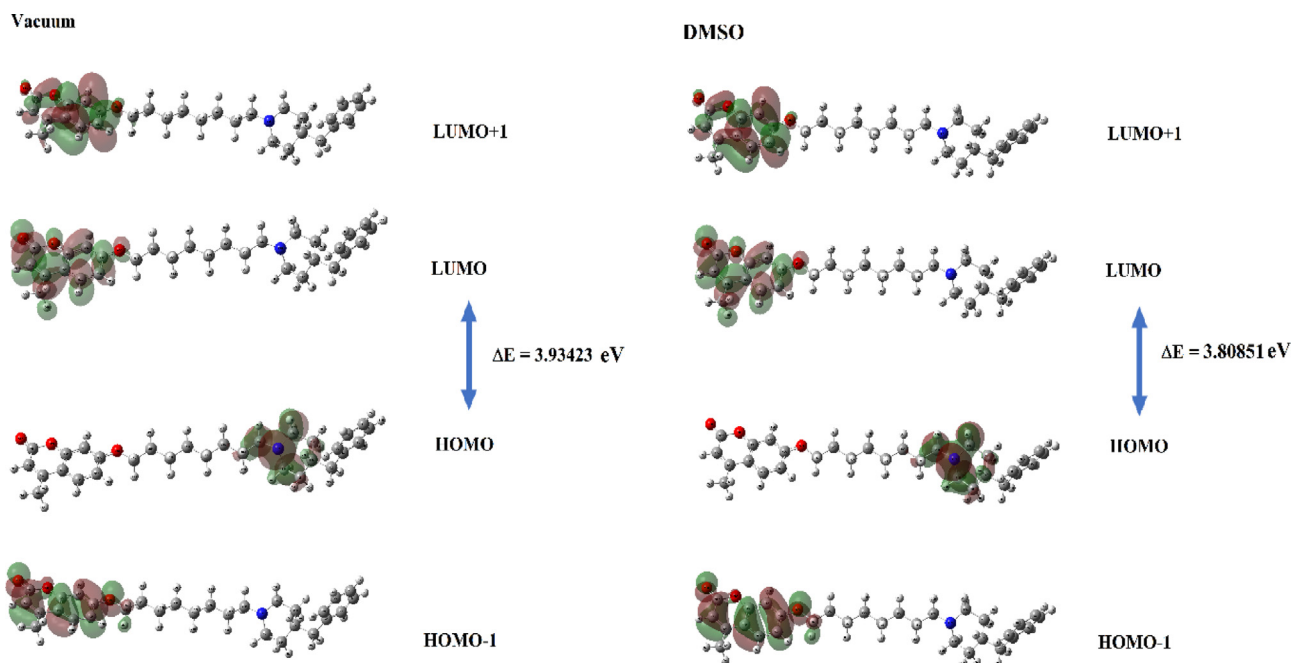 Vacuum
LUMO+1
LUMO
ΔE = 3.93423 eV
HOMO
HOMO-1
DMSO
LUMO+1
LUMO
ΔE = 3.80851 eV
HOMO
HOMO-1